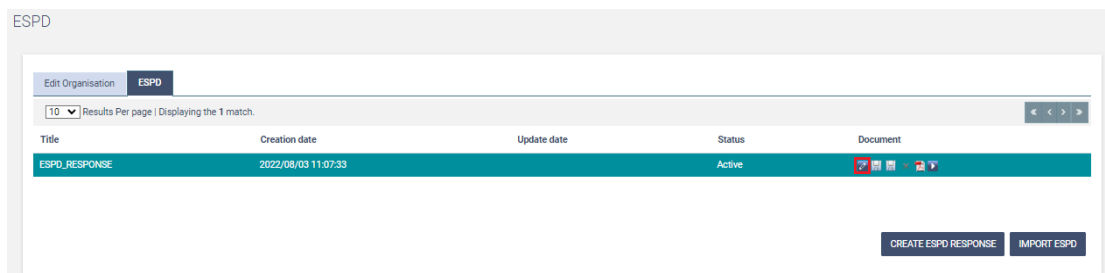 ESPD
Edit Organisation ESPD
10 Results Per page | Displaying the 1 match.
Title Creation date Update date Status Document
ESPD_RESPONSE 2022/08/03 11:07:33 Active
CREATE ESPD RESPONSE IMPORT ESPD